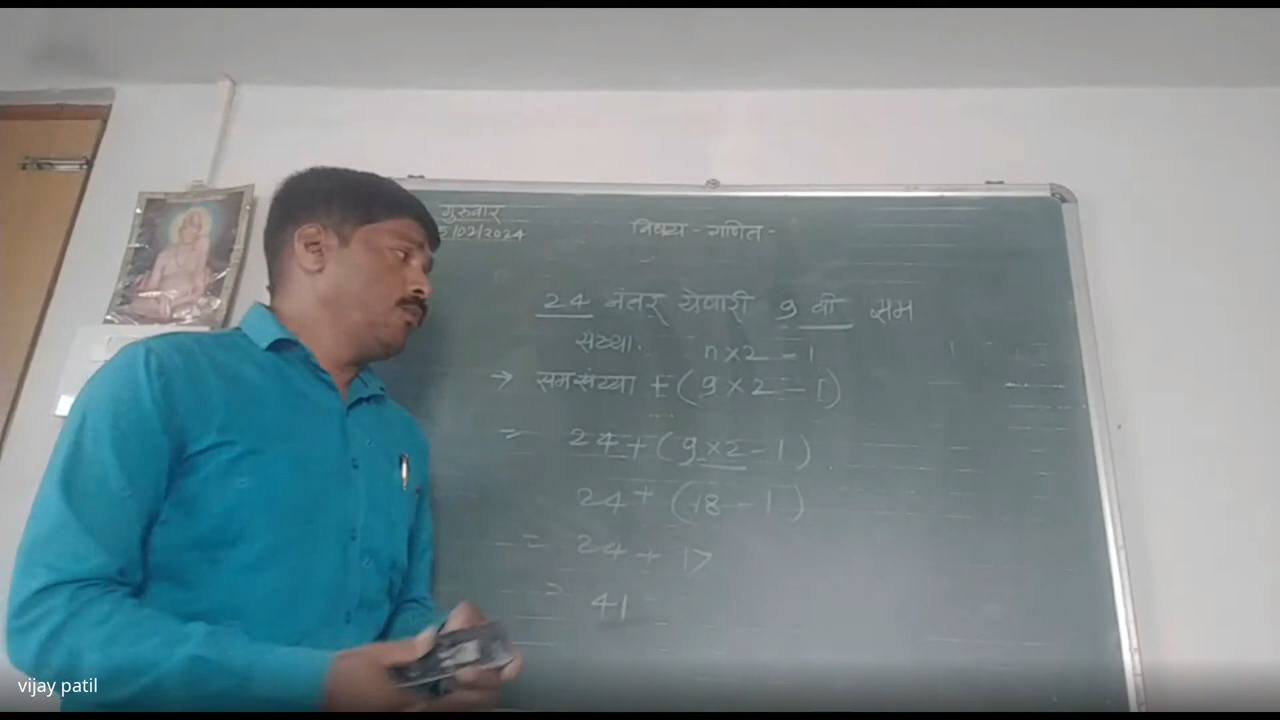 गुरुवार
5/02/2024
विषय - गणित -
24 नंतर येणारी 9 वी सम
संख्या. n × 2 - 1
→ समसंख्या + ( 9 × 2 - 1 )
= 24 + ( 9 × 2 - 1 )
24 + ( 18 - 1 )
= 24 + 17
= 41
vijay patil